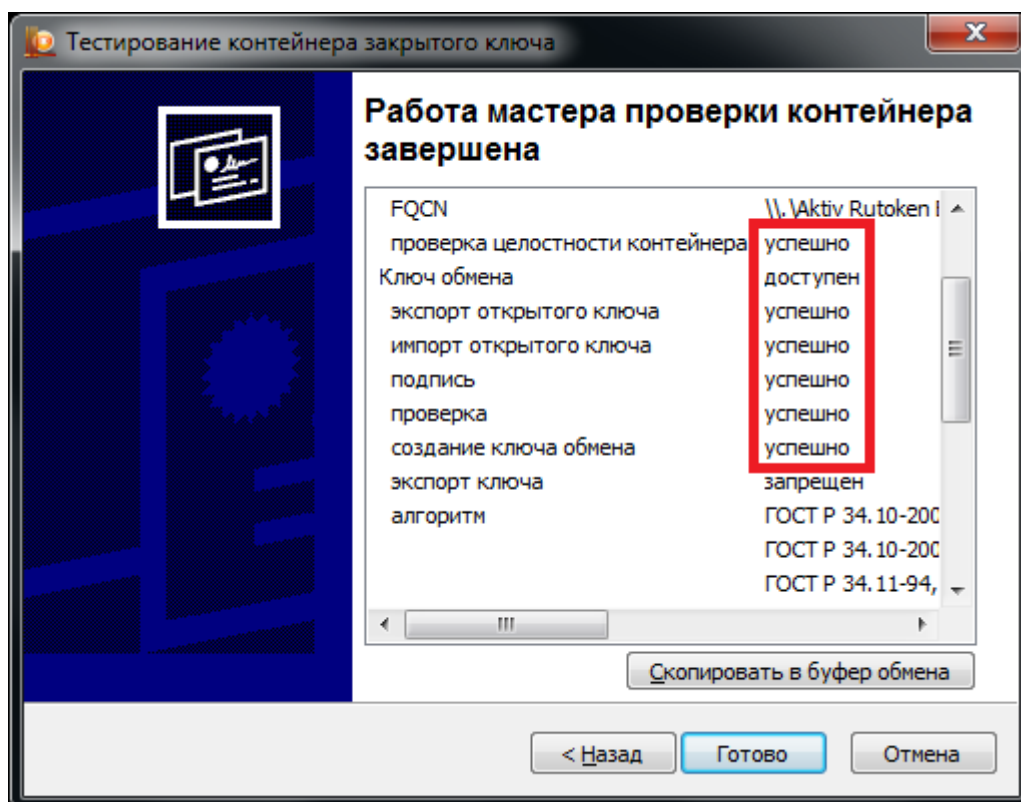 Тестирование контейнера закрытого ключа
Работа мастера проверки контейнера
завершена
FQCN \\.\Aktiv Rutoken
проверка целостности контейнера успешно
Ключ обмена доступен
экспорт открытого ключа успешно
импорт открытого ключа успешно
подпись успешно
проверка успешно
создание ключа обмена успешно
экспорт ключа запрещен
алгоритм ГОСТ Р 34.10-200
ГОСТ Р 34.10-200
ГОСТ Р 34.11-94,
Скопировать в буфер обмена
< Назад Готово Отмена